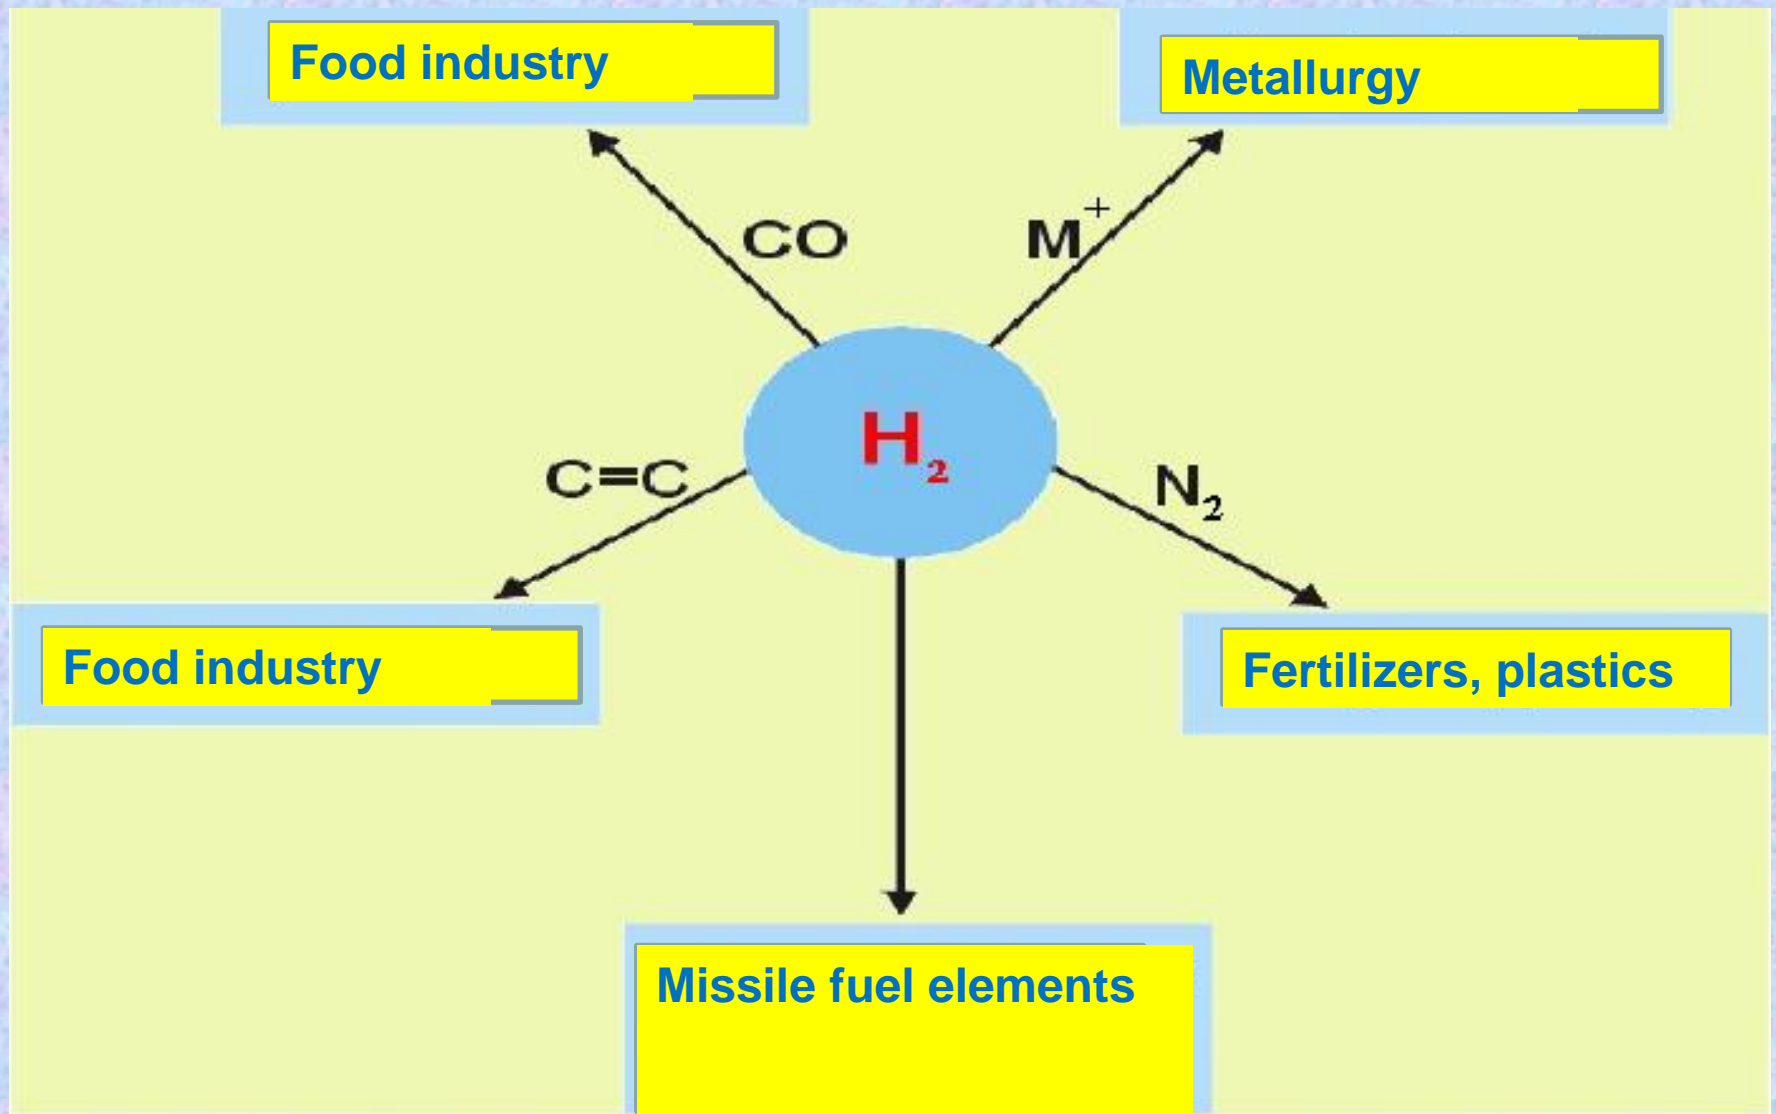 Food industry
Metallurgy
CO
M⁺
H₂
C=C
N₂
Food industry
Fertilizers, plastics
Missile fuel elements